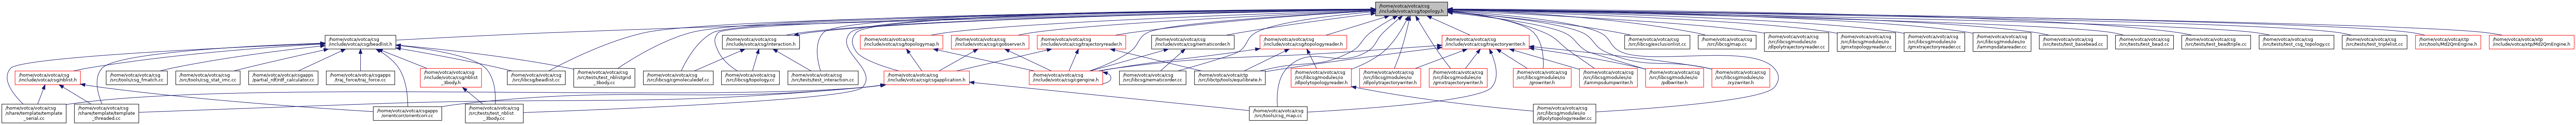 /home/votca/votca/csg
/include/votca/csg/topology.h
/home/votca/votca/csg
/include/votca/csg/beadlist.h
/home/votca/votca/csg
/include/votca/csg/interaction.h
/home/votca/votca/csg
/include/votca/csg/topologymap.h
/home/votca/votca/csg
/include/votca/csg/cgobserver.h
/home/votca/votca/csg
/include/votca/csg/trajectoryreader.h
/home/votca/votca/csg
/include/votca/csg/nematicorder.h
/home/votca/votca/csg
/include/votca/csg/topologyreader.h
/home/votca/votca/csg
/include/votca/csg/trajectorywriter.h
/home/votca/votca/csg
/src/libcsg/exclusionlist.cc
/home/votca/votca/csg
/src/libcsg/map.cc
/home/votca/votca/csg
/src/libcsg/modules/io
/dlpolytrajectoryreader.cc
/home/votca/votca/csg
/src/libcsg/modules/io
/gmxtopologyreader.cc
/home/votca/votca/csg
/src/libcsg/modules/io
/gmxtrajectoryreader.cc
/home/votca/votca/csg
/src/libcsg/modules/io
/lammpsdatareader.cc
/home/votca/votca/csg
/src/tests/test_basebead.cc
/home/votca/votca/csg
/src/tests/test_bead.cc
/home/votca/votca/csg
/src/tests/test_beadtriple.cc
/home/votca/votca/csg
/src/tests/test_csg_topology.cc
/home/votca/votca/csg
/src/tests/test_triplelist.cc
/home/votca/votca/ctp
/src/tools/Md2QmEngine.h
/home/votca/votca/xtp
/include/votca/xtp/Md2QmEngine.h
/home/votca/votca/csg
/include/votca/csg/nblist.h
/home/votca/votca/csg
/src/tools/csg_fmatch.cc
/home/votca/votca/csg
/src/tools/csg_stat_imc.cc
/home/votca/votca/csgapps
/partial_rdf/rdf_calculator.cc
/home/votca/votca/csgapps
/traj_force/traj_force.cc
/home/votca/votca/csg
/include/votca/csg/nblist
_3body.h
/home/votca/votca/csg
/src/libcsg/beadlist.cc
/home/votca/votca/csg
/src/tests/test_nblistgrid
_3body.cc
/home/votca/votca/csg
/src/libcsg/cgmoleculedef.cc
/home/votca/votca/csg
/src/libcsg/topology.cc
/home/votca/votca/csg
/src/tests/test_interaction.cc
/home/votca/votca/csg
/include/votca/csg/csgapplication.h
/home/votca/votca/csg
/include/votca/csg/cgengine.h
/home/votca/votca/csg
/src/libcsg/nematicorder.cc
/home/votca/votca/ctp
/src/libctp/tools/equilibrate.h
/home/votca/votca/csg
/src/libcsg/modules/io
/dlpolytopologyreader.h
/home/votca/votca/csg
/src/libcsg/modules/io
/dlpolytrajectorywriter.h
/home/votca/votca/csg
/src/libcsg/modules/io
/gmxtrajectorywriter.h
/home/votca/votca/csg
/src/libcsg/modules/io
/growriter.h
/home/votca/votca/csg
/src/libcsg/modules/io
/lammpsdumpwriter.h
/home/votca/votca/csg
/src/libcsg/modules/io
/pdbwriter.h
/home/votca/votca/csg
/src/libcsg/modules/io
/xyzwriter.h
/home/votca/votca/csg
/share/template/template
_serial.cc
/home/votca/votca/csg
/share/template/template
_threaded.cc
/home/votca/votca/csgapps
/orientcorr/orientcorr.cc
/home/votca/votca/csg
/src/tests/test_nblist
_3body.cc
/home/votca/votca/csg
/src/tools/csg_map.cc
/home/votca/votca/csg
/src/libcsg/modules/io
/dlpolytopologyreader.cc